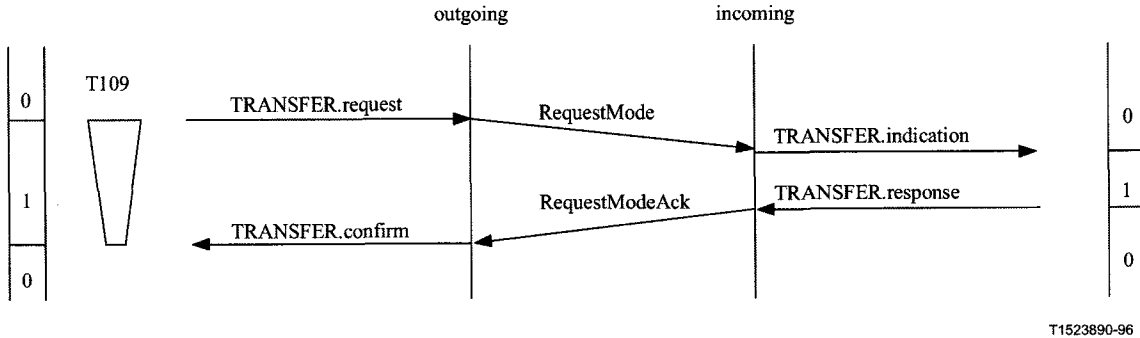 outgoing incoming
T109
0 TRANSFER.request RequestMode 0
TRANSFER.indication
1 RequestModeAck TRANSFER.response 1
TRANSFER.confirm
0 0
T1523890-96